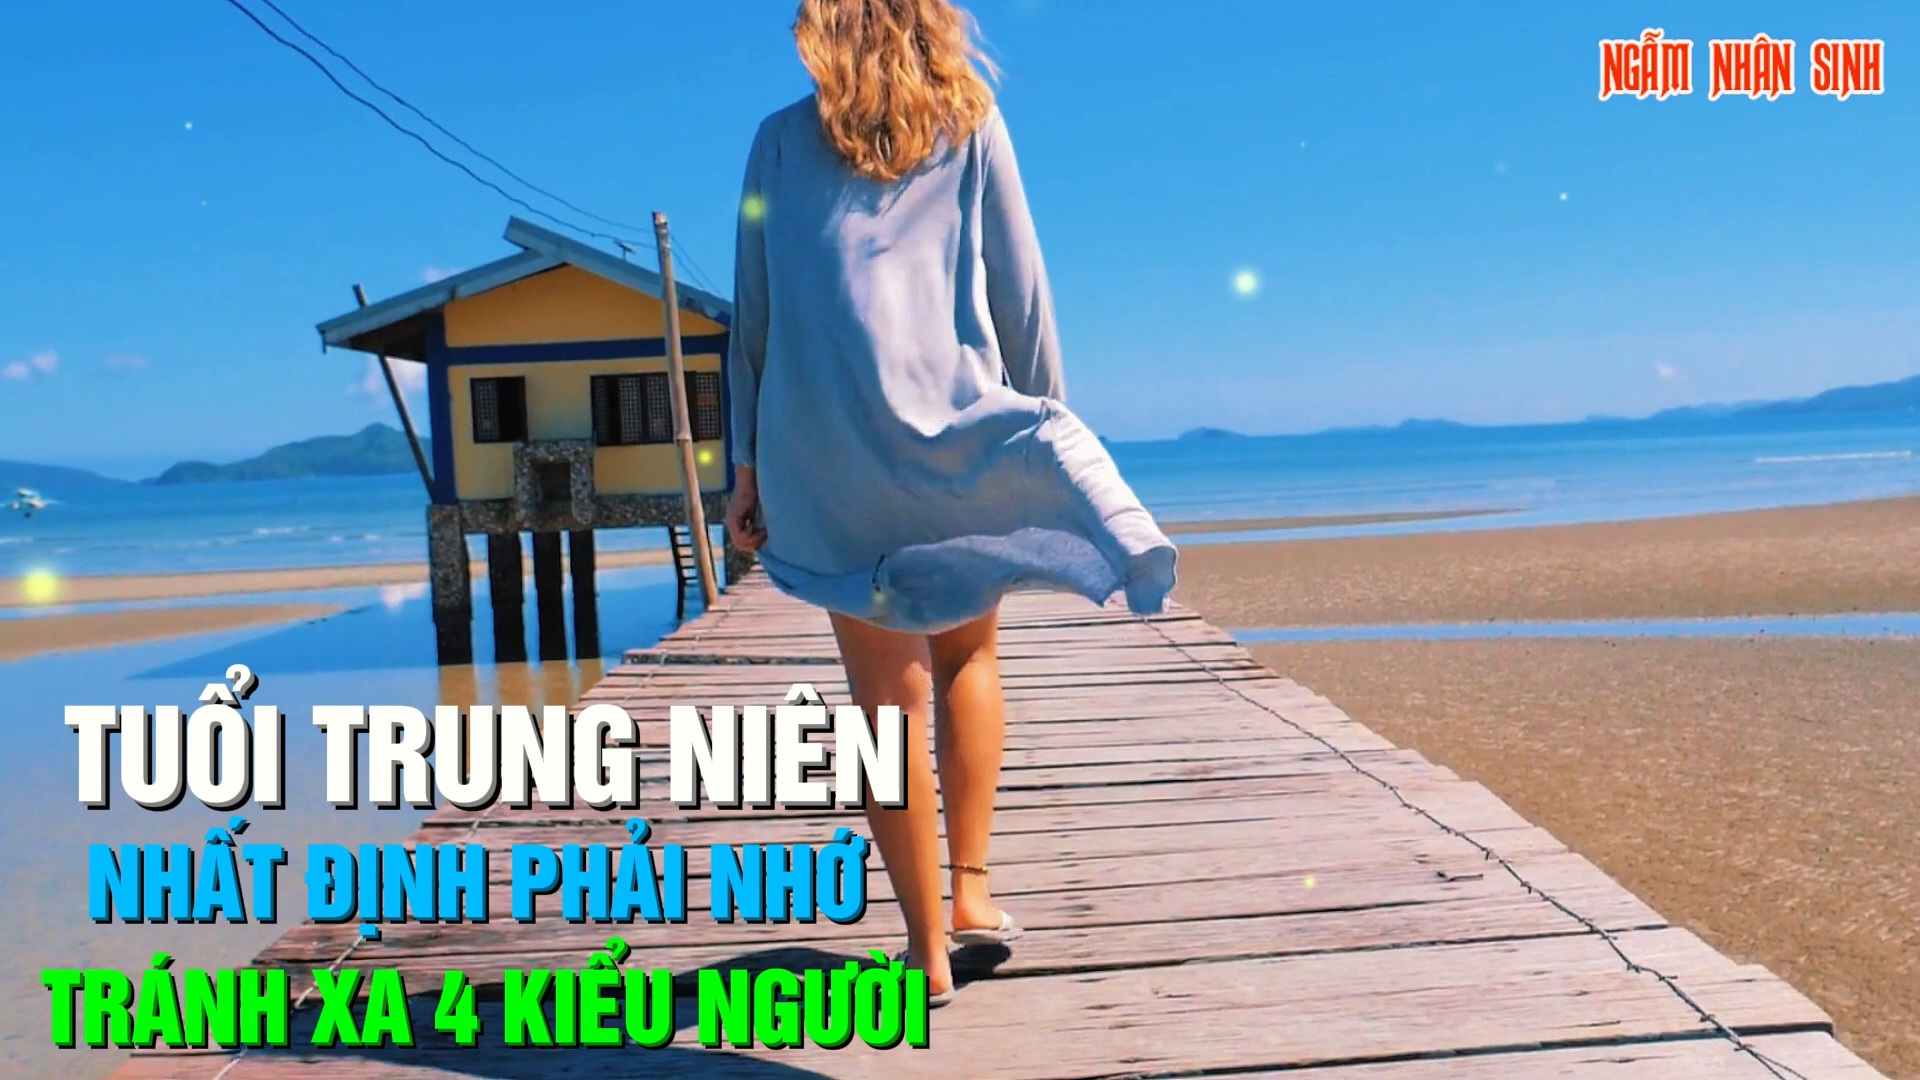 NGẪM NHÂN SINH
TUỔI TRUNG NIÊN
NHẤT ĐỊNH PHẢI NHỚ
TRÁNH XA 4 KIỂU NGƯỜI